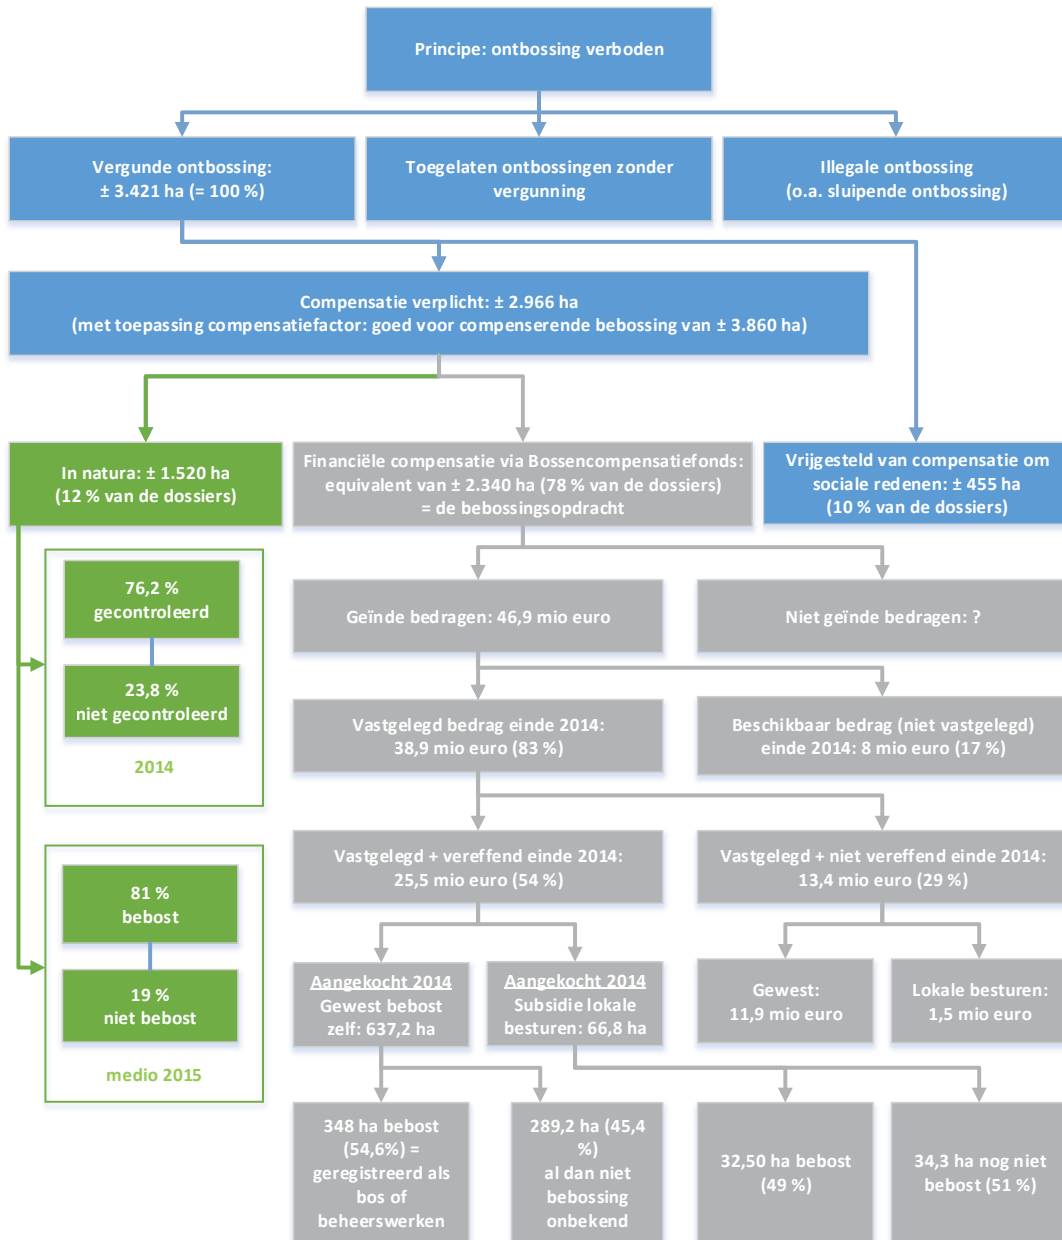 Principe: ontbossing verboden
Vergunde ontbossing:
± 3.421 ha (= 100 %)
Toegelaten ontbossingen zonder
vergunning
Illegale ontbossing
(o.a. sluipende ontbossing)
Compensatie verplicht: ± 2.966 ha
(met toepassing compensatiefactor: goed voor compenserende bebossing van ± 3.860 ha)
In natura: ± 1.520 ha
(12 % van de dossiers)
Financiële compensatie via Bossencompensatiefonds:
equivalent van ± 2.340 ha (78 % van de dossiers)
= de bebossingsopdracht
Vrijgesteld van compensatie om
sociale redenen: ± 455 ha
(10 % van de dossiers)
76,2 %
gecontroleerd
23,8 %
niet gecontroleerd
2014
Geïnde bedragen: 46,9 mio euro
Niet geïnde bedragen: ?
Vastgelegd bedrag einde 2014:
38,9 mio euro (83 %)
Beschikbaar bedrag (niet vastgelegd)
einde 2014: 8 mio euro (17 %)
81 %
bebost
19 %
niet bebost
medio 2015
Vastgelegd + vereffend einde 2014:
25,5 mio euro (54 %)
Vastgelegd + niet vereffend einde 2014:
13,4 mio euro (29 %)
Aangekocht 2014
Gewest bebost
zelf: 637,2 ha
Aangekocht 2014
Subsidie lokale
besturen: 66,8 ha
Gewest:
11,9 mio euro
Lokale besturen:
1,5 mio euro
348 ha bebost
(54,6%) =
geregistreerd als
bos of
beheerswerken
289,2 ha (45,4
%)
al dan niet
bebossing
onbekend
32,50 ha bebost
(49 %)
34,3 ha nog niet
bebost (51 %)